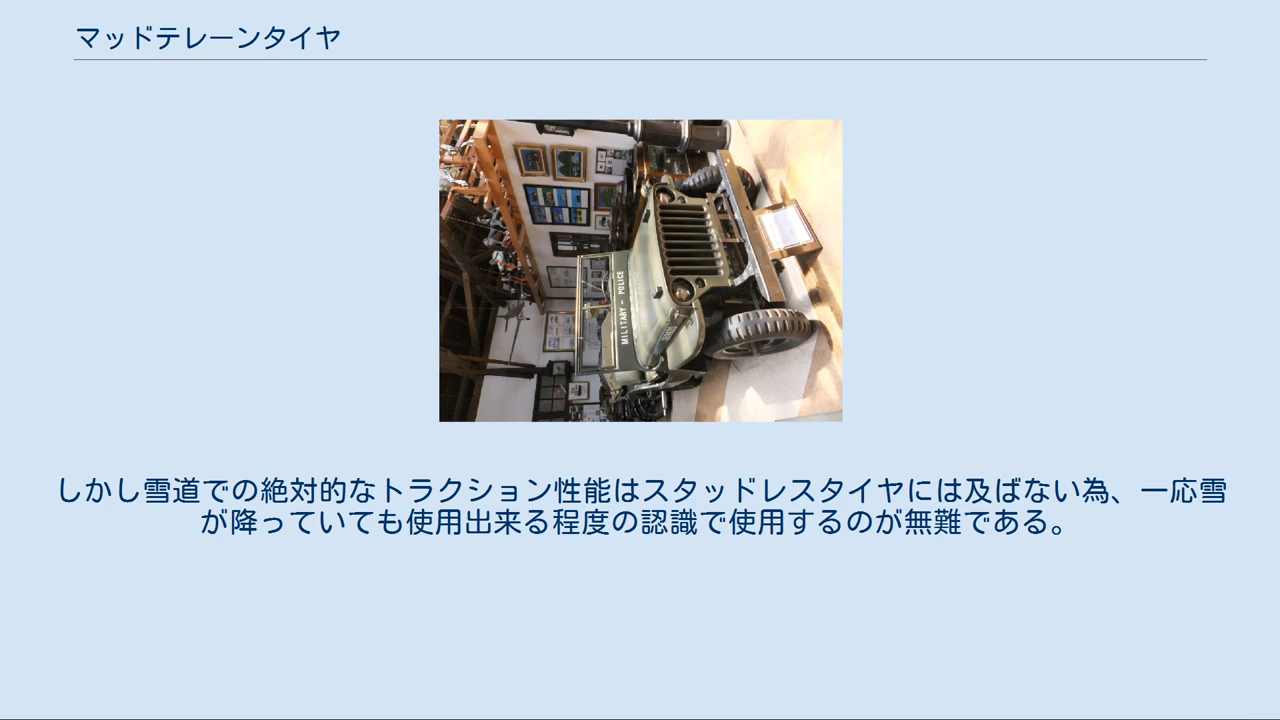 マッドテレーンタイヤ
MILITARY - POLICE
しかし雪道での絶対的なトラクション性能はスタッドレスタイヤには及ばない為、一応雪
が降っていても使用出来る程度の認識で使用するのが無難である。